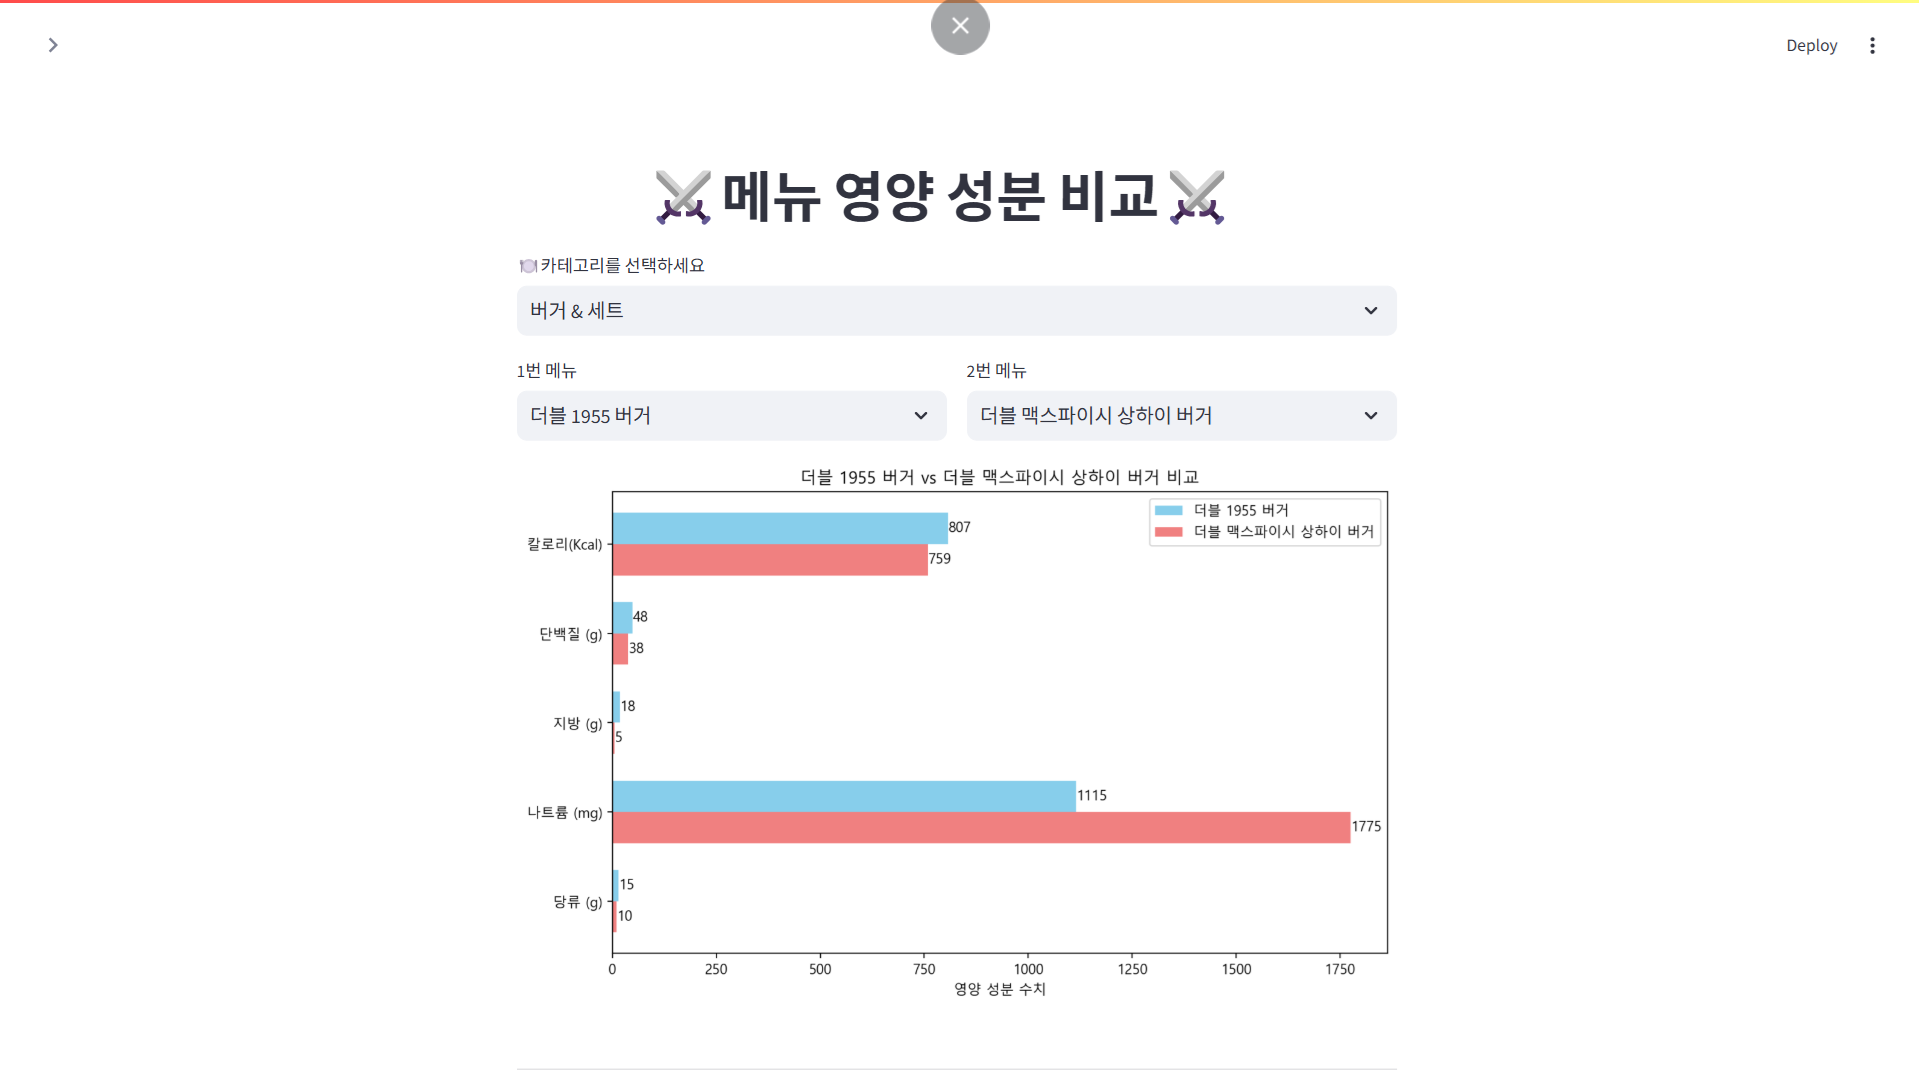 Deploy
메뉴 영양 성분 비교
카테고리를 선택하세요
버거 & 세트
1번 메뉴
2번 메뉴
더블 1955 버거
더블 맥스파이시 상하이 버거
더블 1955 버거 vs 더블 맥스파이시 상하이 버거 비교
더블 1955 버거
더블 맥스파이시 상하이 버거
칼로리(Kcal)
807
759
단백질 (g)
48
38
지방 (g)
18
5
나트륨 (mg)
1115
1775
당류 (g)
15
10
0 250 500 750 1000 1250 1500 1750
영양 성분 수치